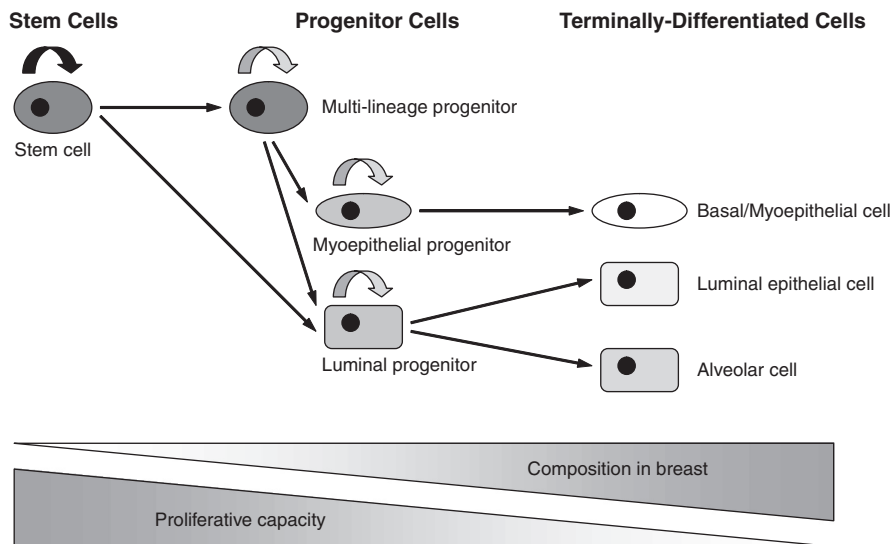 Stem Cells
Progenitor Cells
Terminally-Differentiated Cells
Stem cell
Multi-lineage progenitor
Myoepithelial progenitor
Basal/Myoepithelial cell
Luminal progenitor
Luminal epithelial cell
Alveolar cell
Composition in breast
Proliferative capacity